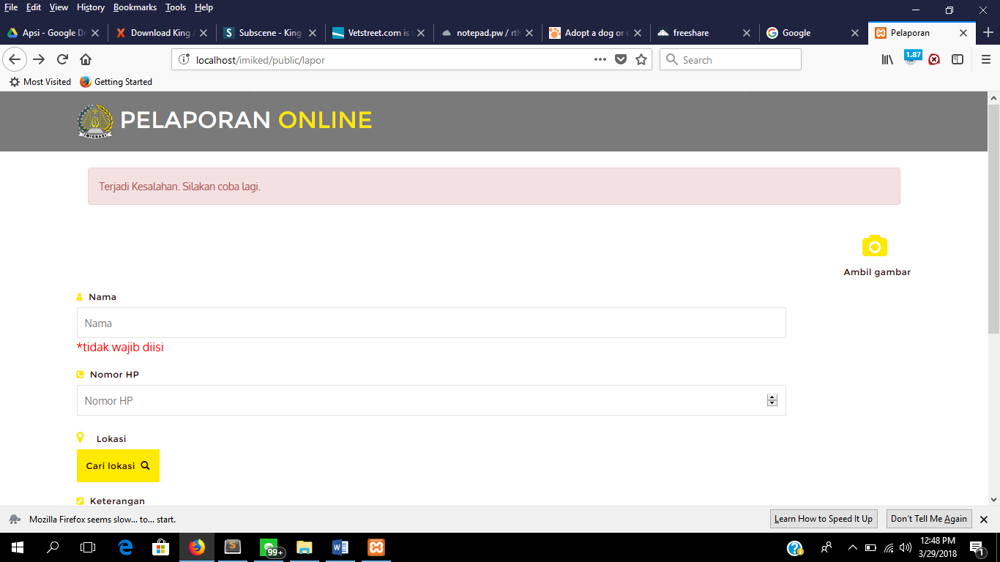 File Edit View History Bookmarks Tools Help
Apsi - Google Dr
Download King A
Subscene - King
Vetstreet.com is t
notepad.pw / rth
Adopt a dog or c
freeshare
Google
Pelaporan
localhost/imiked/public/lapor
Search
1.87
Most Visited Getting Started
IMIGRASI
PELAPORAN ONLINE
Terjadi Kesalahan. Silakan coba lagi.
Ambil gambar
Nama
Nama
*tidak wajib diisi
Nomor HP
Nomor HP
Lokasi
Cari lokasi
Keterangan
Mozilla Firefox seems slow... to... start.
Learn How to Speed It Up
Don't Tell Me Again
99+
12:48 PM
3/29/2018
1